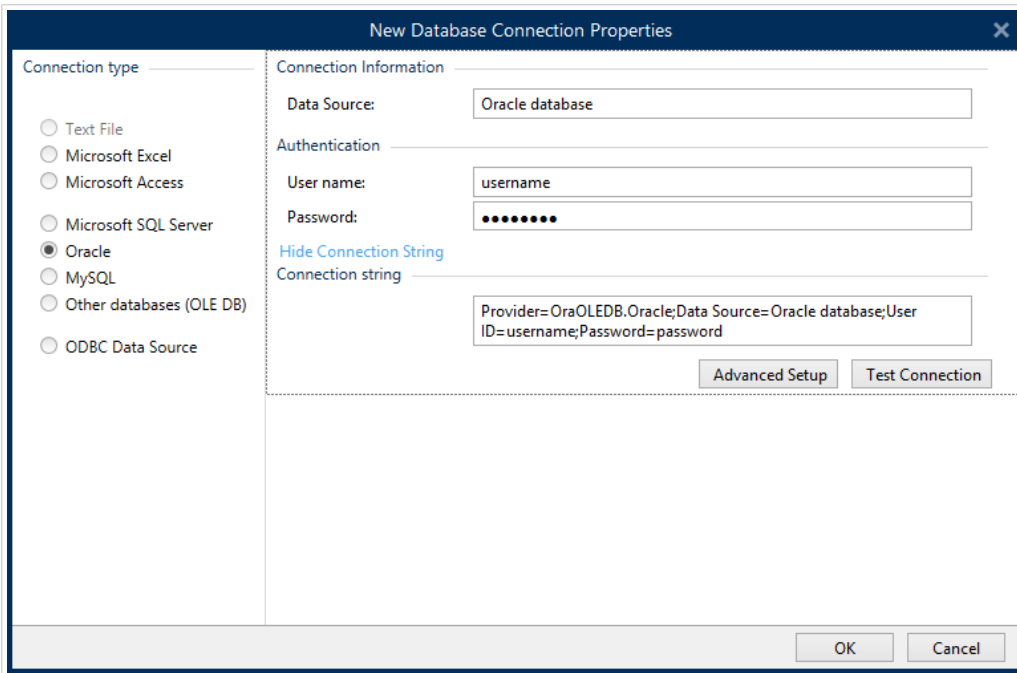 New Database Connection Properties
Connection type
Text File
Microsoft Excel
Microsoft Access
Microsoft SQL Server
Oracle
MySQL
Other databases (OLE DB)
ODBC Data Source
Connection Information
Data Source: Oracle database
Authentication
User name: username
Password: ●●●●●●●●
Hide Connection String
Connection string
Provider=OraOLEDB.Oracle;Data Source=Oracle database;User
ID=username;Password=password
Advanced Setup Test Connection
OK Cancel